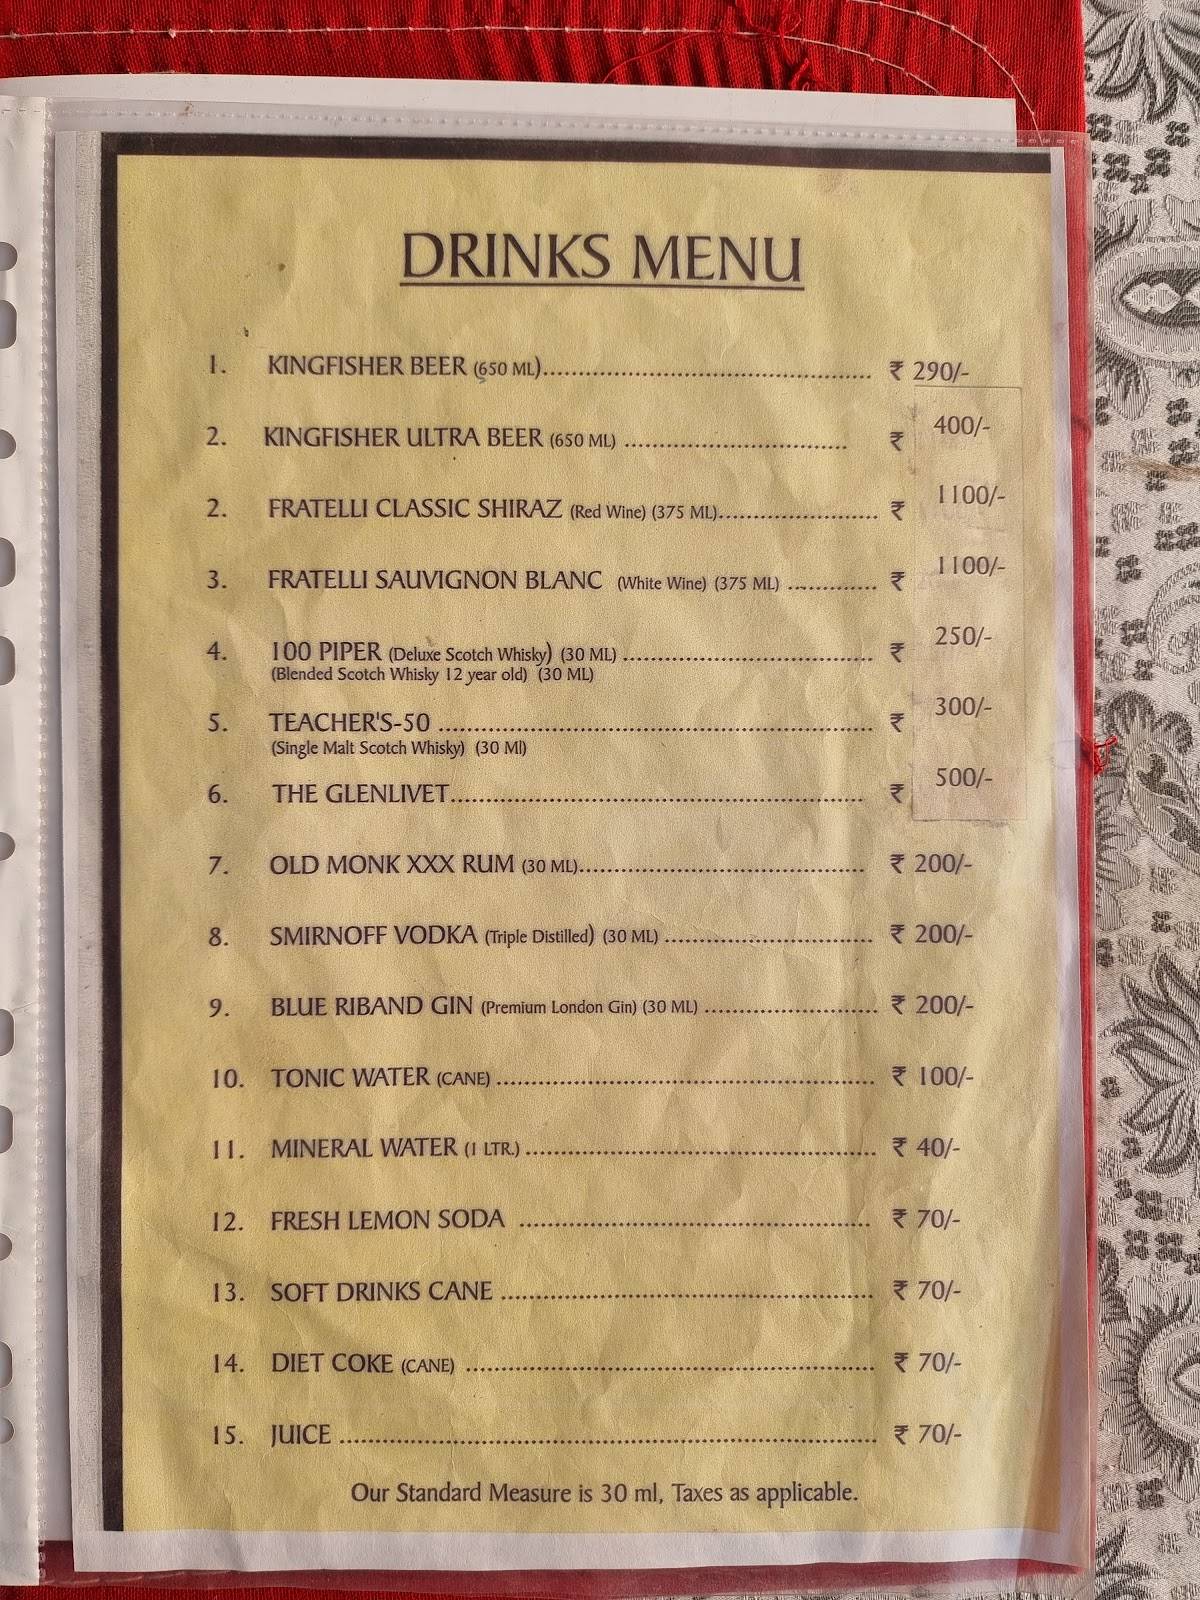 DRINKS MENU
1. KINGFISHER BEER (650 ML)................................................ ₹ 290/-
2. KINGFISHER ULTRA BEER (650 ML) ................................ ₹ 400/-
2. FRATELLI CLASSIC SHIRAZ (Red Wine) (375 ML)....................... ₹ 1100/-
3. FRATELLI SAUVIGNON BLANC (White Wine) (375 ML) ............. ₹ 1100/-
4. 100 PIPER (Deluxe Scotch Whisky) (30 ML) .................................... ₹ 250/-
(Blended Scotch Whisky 12 year old) (30 ML)
5. TEACHER'S-50 ............................................................... ₹ 300/-
(Single Malt Scotch Whisky) (30 Ml)
6. THE GLENLIVET............................................................ ₹ 500/-
7. OLD MONK XXX RUM (30 ML)......................................... ₹ 200/-
8. SMIRNOFF VODKA (Triple Distilled) (30 ML) .............................. ₹ 200/-
9. BLUE RIBAND GIN (Premium London Gin) (30 ML) ......................... ₹ 200/-
10. TONIC WATER (CANE) ...................................................... ₹ 100/-
11. MINERAL WATER (1 LTR.) .................................................. ₹ 40/-
12. FRESH LEMON SODA ................................................... ₹ 70/-
13. SOFT DRINKS CANE ...................................................... ₹ 70/-
14. DIET COKE (CANE) ........................................................... ₹ 70/-
15. JUICE .............................................................................. ₹ 70/-
Our Standard Measure is 30 ml, Taxes as applicable.